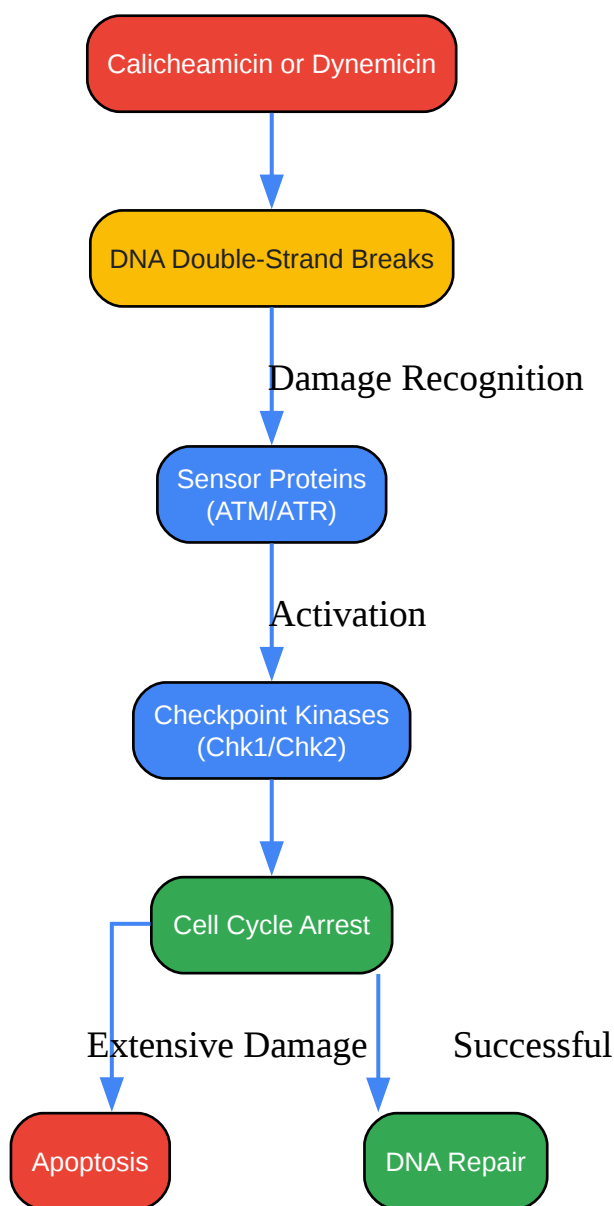 Calicheamicin or Dynemicin
DNA Double-Strand Breaks
Damage Recognition
Sensor Proteins
(ATM/ATR)
Activation
Checkpoint Kinases
(Chk1/Chk2)
Cell Cycle Arrest
Extensive Damage
Successful
Apoptosis
DNA Repair